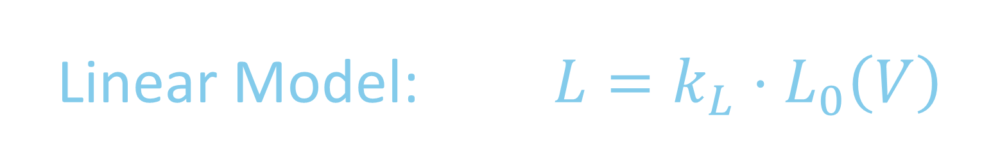 Linear Model: L = k_L · L_0(V)